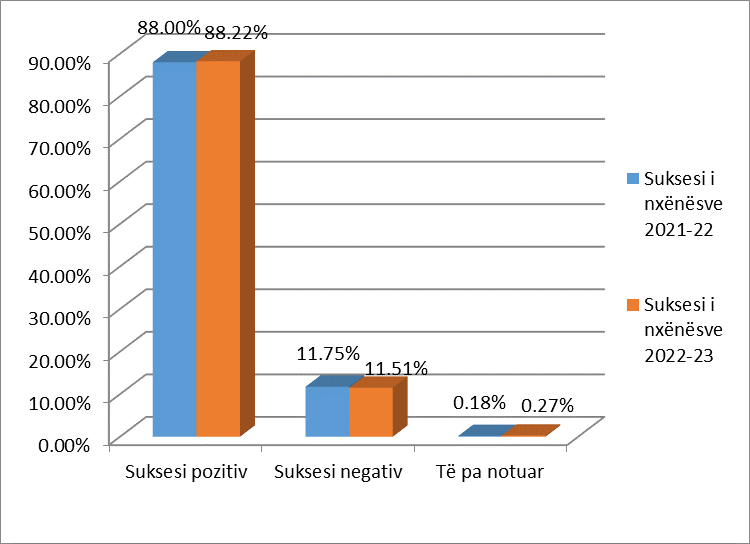 88.00%
88.22%
90.00%
80.00%
70.00%
60.00%
50.00%
40.00%
30.00%
20.00%
10.00%
0.00%
11.75%
11.51%
0.18%
0.27%
Suksesi pozitiv
Suksesi negativ
Të pa notuar
Suksesi i
nxënësve
2021-22
Suksesi i
nxënësve
2022-23